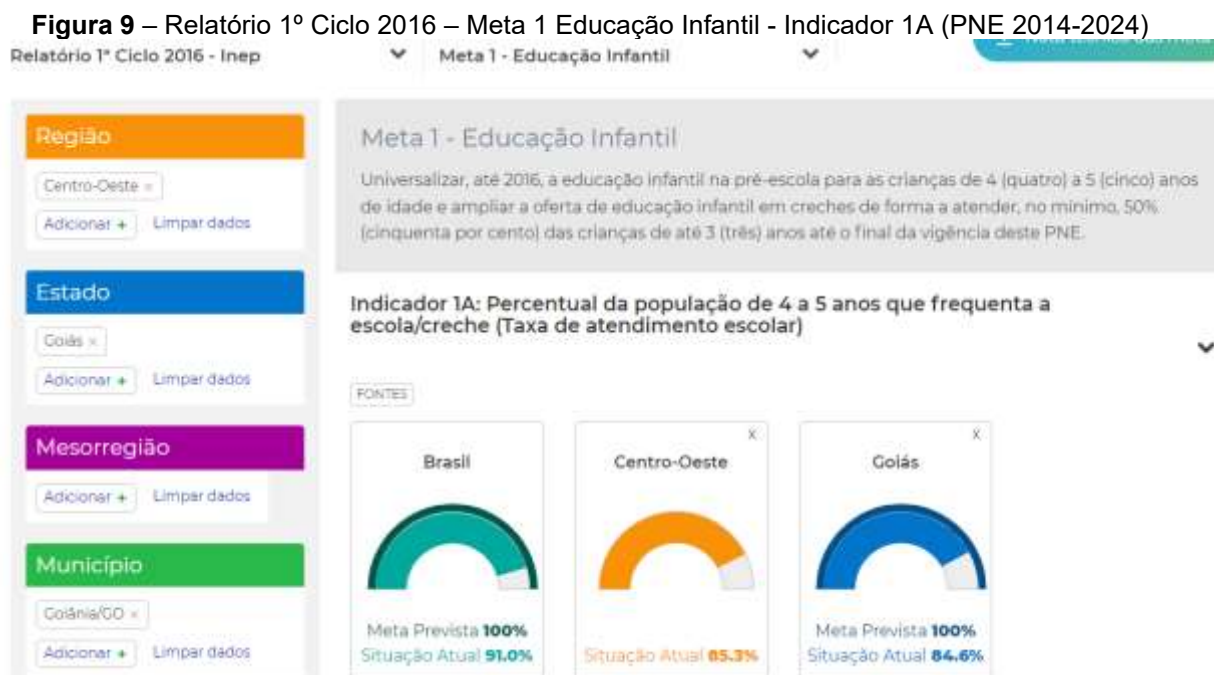 Figura 9 – Relatório 1º Ciclo 2016 – Meta 1 Educação Infantil - Indicador 1A (PNE 2014-2024)
Relatório 1º Ciclo 2016 - Inep
Meta 1 - Educação Infantil
Região
Centro-Oeste ×
Adicionar + Limpar dados
Estado
Goiás ×
Adicionar + Limpar dados
Mesorregião
Adicionar + Limpar dados
Município
Goiânia/GO ×
Adicionar + Limpar dados
Meta 1 - Educação Infantil
Universalizar, até 2016, a educação infantil na pré-escola para as crianças de 4 (quatro) a 5 (cinco) anos
de idade e ampliar a oferta de educação infantil em creches de forma a atender, no mínimo, 50%
(cinquenta por cento) das crianças de até 3 (três) anos até o final da vigência deste PNE.
Indicador 1A: Percentual da população de 4 a 5 anos que frequenta a
escola/creche (Taxa de atendimento escolar)
FONTES
Brasil
Meta Prevista 100%
Situação Atual 91.0%
X
Centro-Oeste
Situação Atual 85.3%
X
Goiás
Meta Prevista 100%
Situação Atual 84.6%